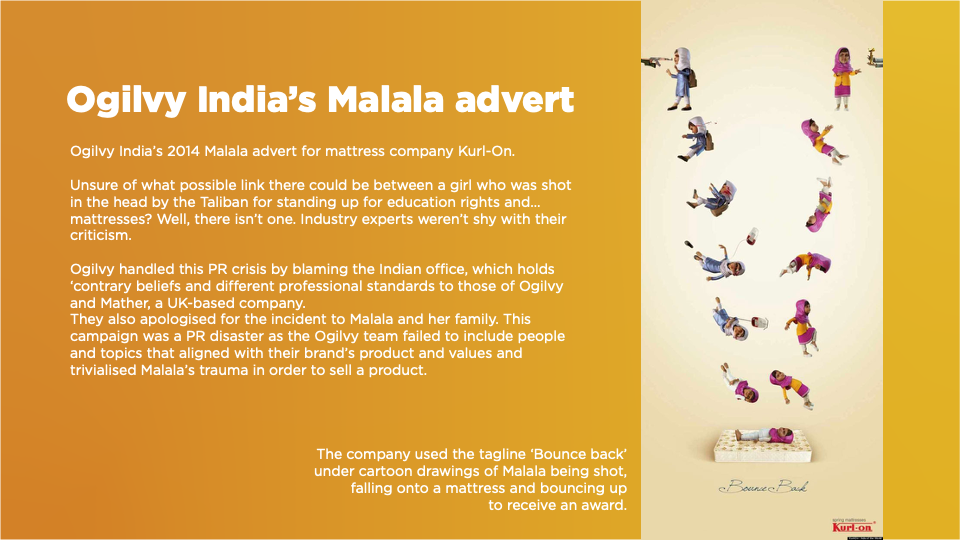 Ogilvy India’s Malala advert
Ogilvy India’s 2014 Malala advert for mattress company Kurl-On.
Unsure of what possible link there could be between a girl who was shot
in the head by the Taliban for standing up for education rights and...
mattresses? Well, there isn’t one. Industry experts weren’t shy with their
criticism.
Ogilvy handled this PR crisis by blaming the Indian office, which holds
‘contrary beliefs and different professional standards to those of Ogilvy
and Mather, a UK-based company.
They also apologised for the incident to Malala and her family. This
campaign was a PR disaster as the Ogilvy team failed to include people
and topics that aligned with their brand’s product and values and
trivialised Malala’s trauma in order to sell a product.
The company used the tagline ‘Bounce back’
under cartoon drawings of Malala being shot,
falling onto a mattress and bouncing up
to receive an award.
Bounce Back
spring mattresses
Kurl-on